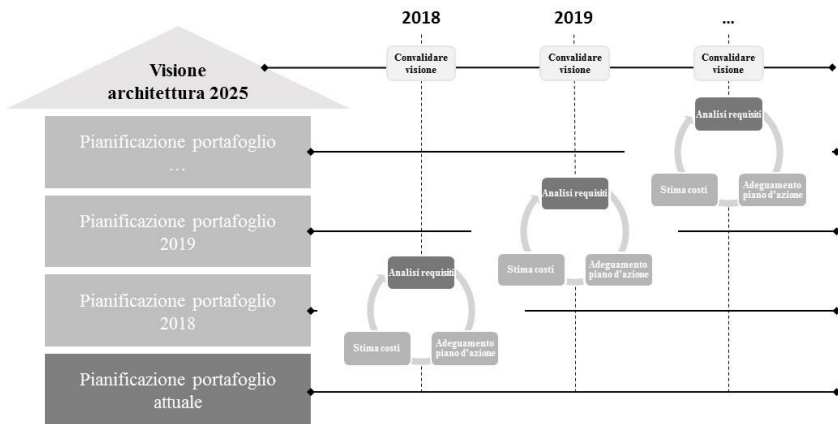 2018
2019
...
Visione
architettura 2025
Convalidare
visione
Convalidare
visione
Convalidare
visione
Pianificazione portafoglio
...
Analisi requisiti
Stima costi
Adeguamento
piano d'azione
Pianificazione portafoglio
2019
Analisi requisiti
Stima costi
Adeguamento
piano d'azione
Pianificazione portafoglio
2018
Analisi requisiti
Stima costi
Adeguamento
piano d'azione
Pianificazione portafoglio
attuale